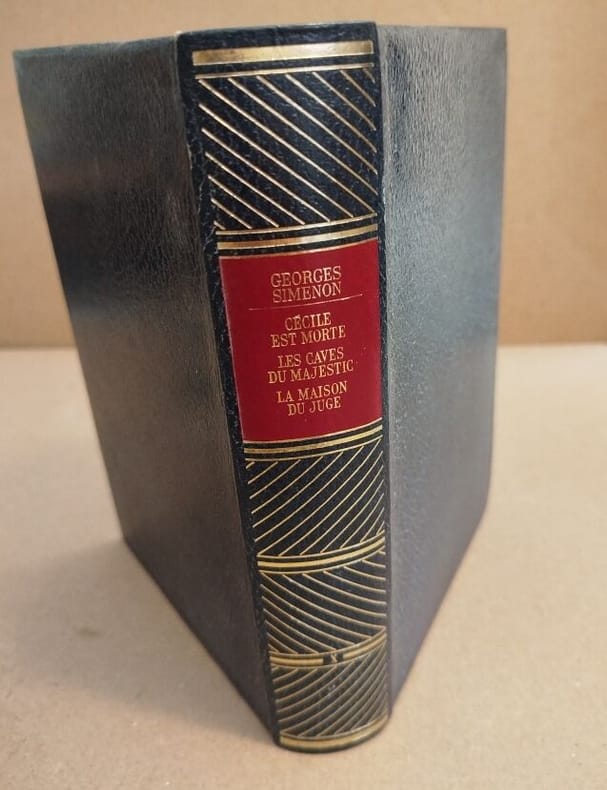 GEORGES
SIMENON
CÉCILE
EST MORTE
LES CAVES
DU MAJESTIC
LA MAISON
DU JUGE
X